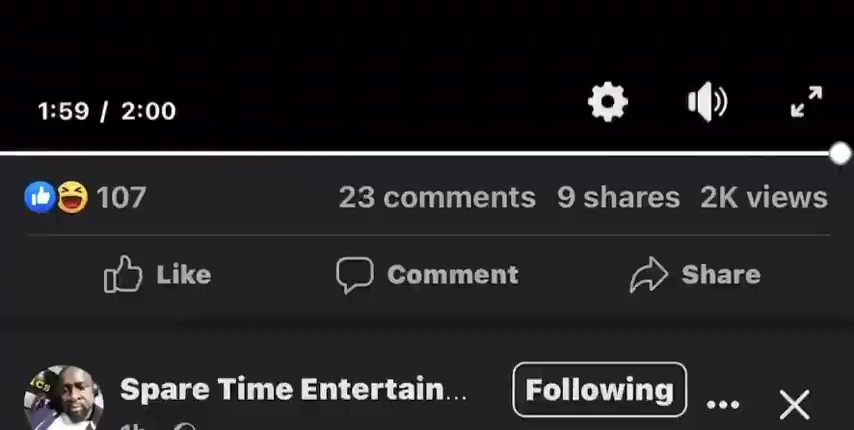 1:59 / 2:00
107 23 comments 9 shares 2K views
Like Comment Share
Spare Time Entertain... Following ...